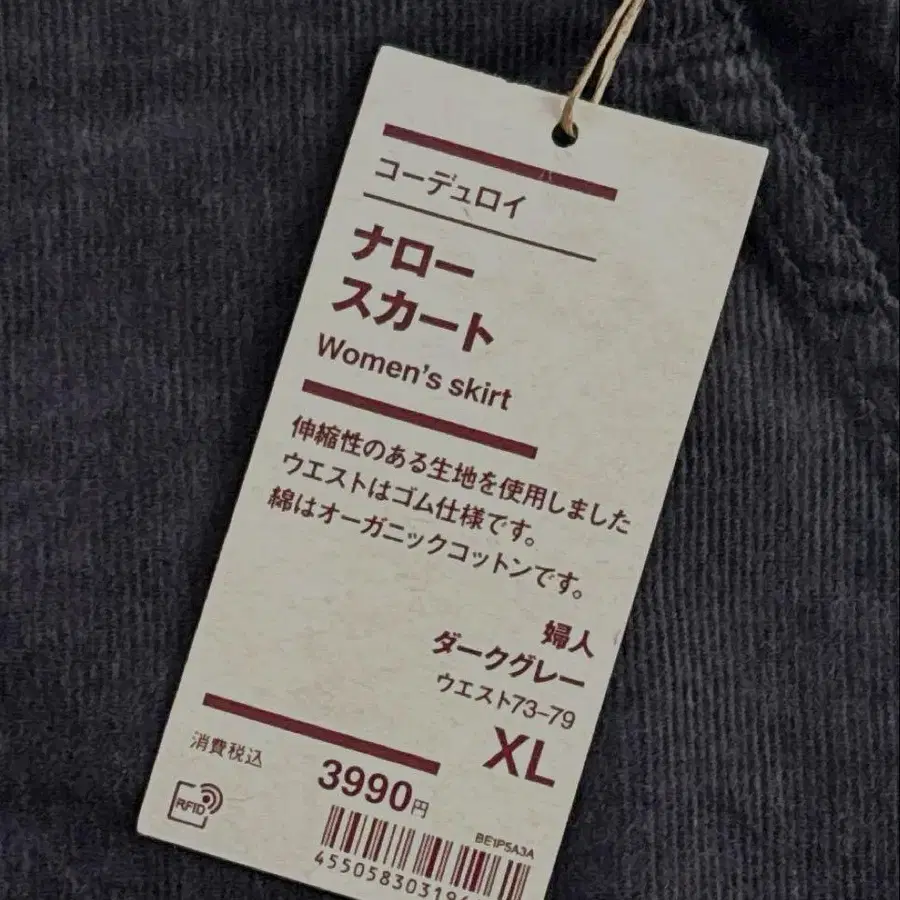 コーデュロイ
ナロー
スカート
Women's skirt
伸縮性のある生地を使用しました
ウエストはゴム仕様です。
綿はオーガニックコットンです。
婦人
ダークグレー
ウエスト73-79
XL
消費税込
3990円
RFID
BE1P5A3A